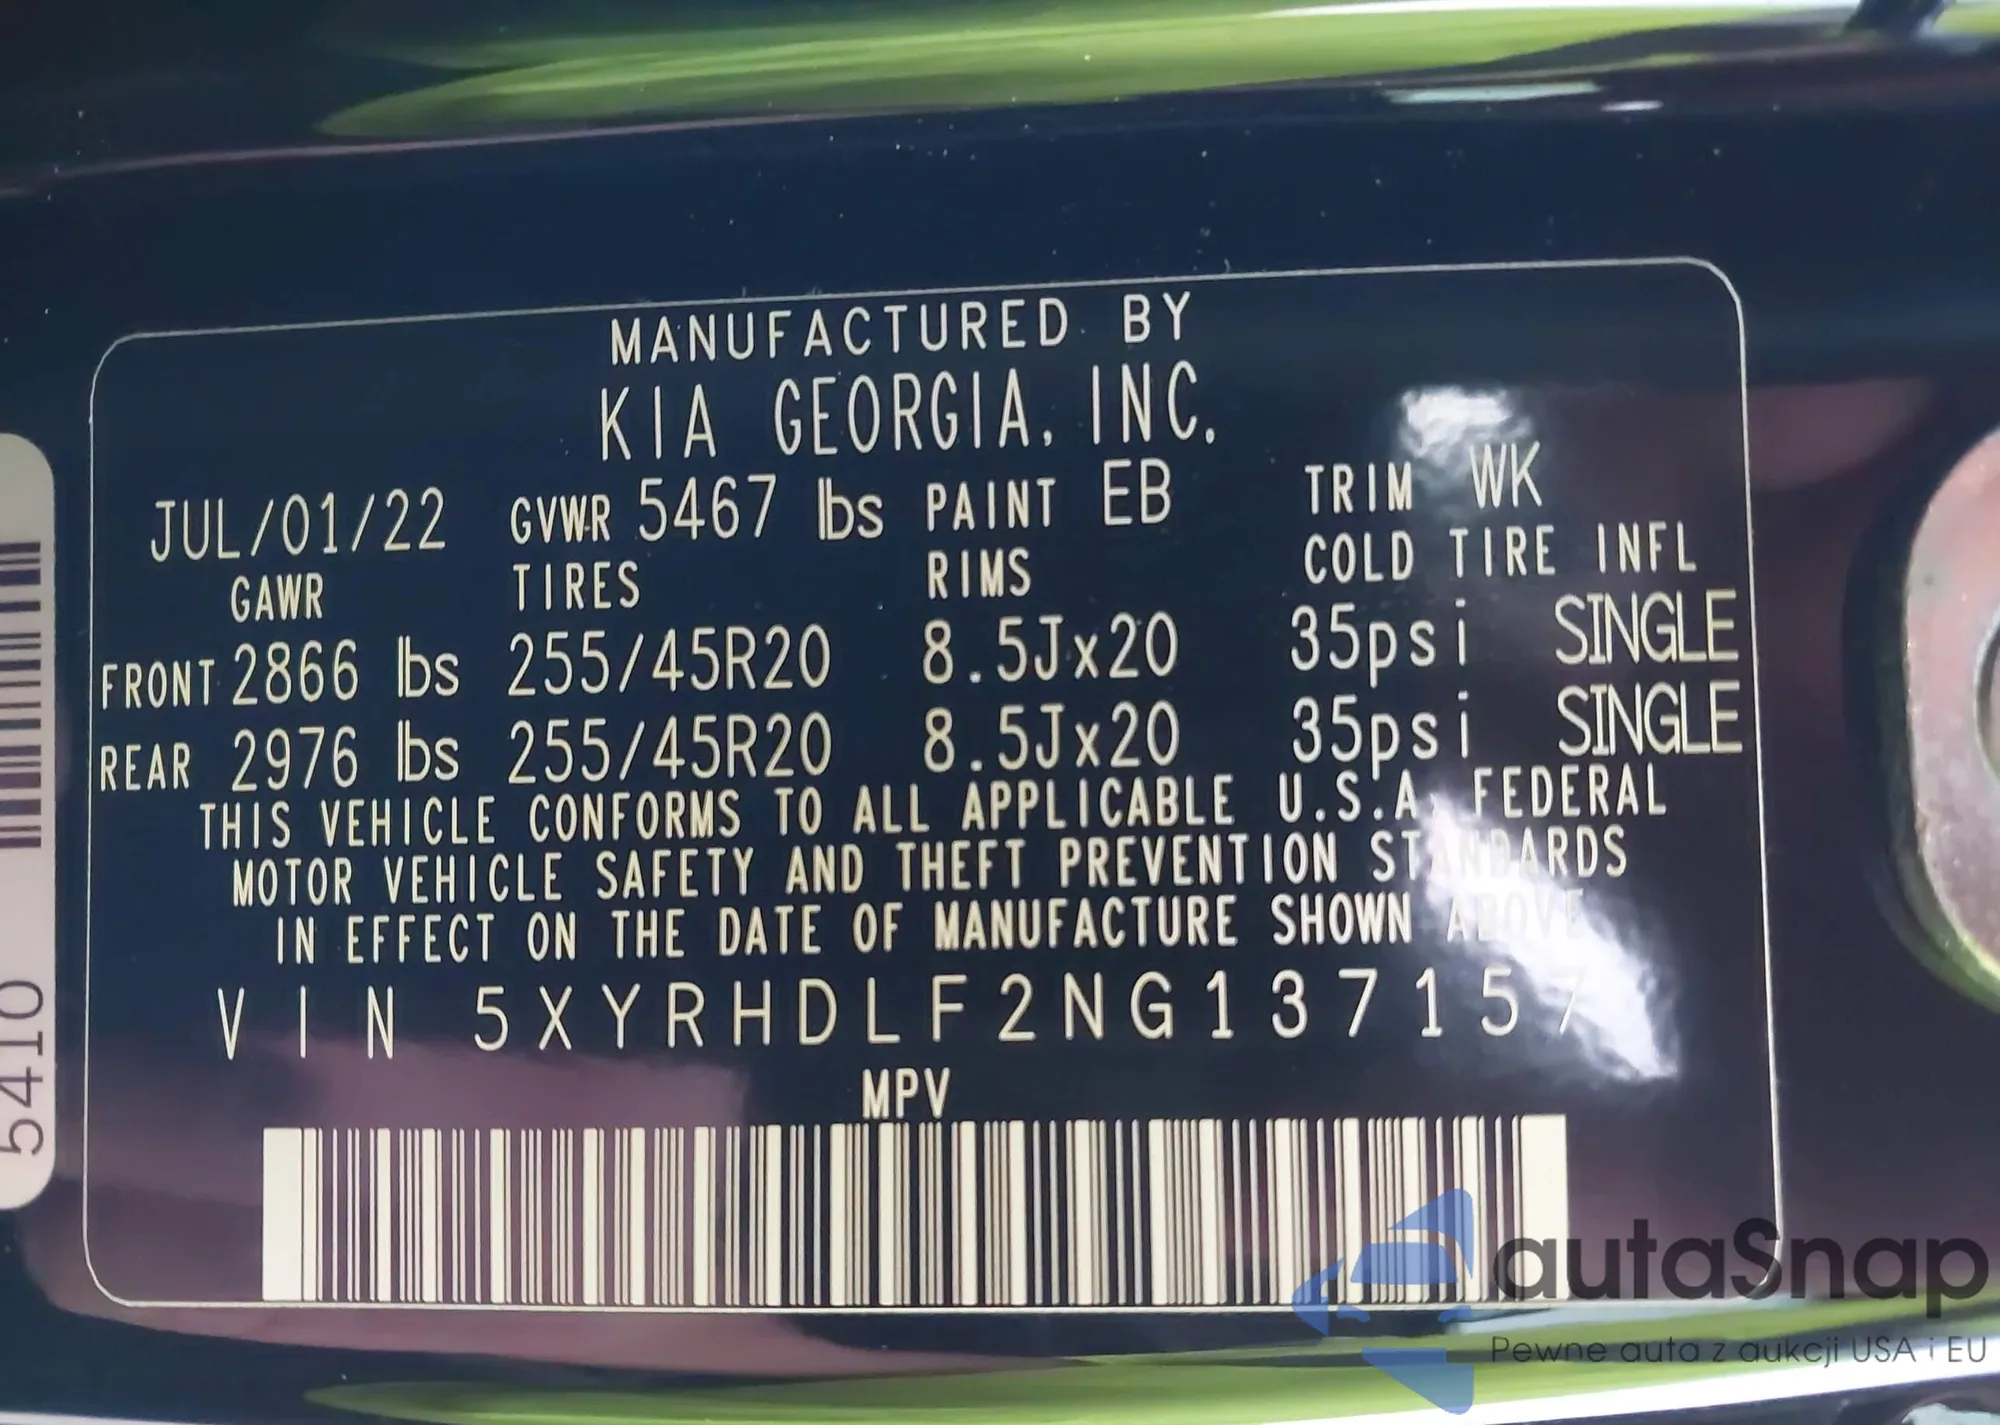 MANUFACTURED BY
KIA GEORGIA, INC.
JUL/01/22 GVWR 5467 lbs PAINT EB TRIM WK
GAWR TIRES RIMS COLD TIRE INFL
FRONT 2866 lbs 255/45R20 8.5Jx20 35psi SINGLE
REAR 2976 lbs 255/45R20 8.5Jx20 35psi SINGLE
THIS VEHICLE CONFORMS TO ALL APPLICABLE U.S.A. FEDERAL
MOTOR VEHICLE SAFETY AND THEFT PREVENTION STANDARDS
IN EFFECT ON THE DATE OF MANUFACTURE SHOWN ABOVE
VIN 5XYRHDLF2NG137157
MPV
5410
autaSnap
Pewne auta z aukcji USA i EU